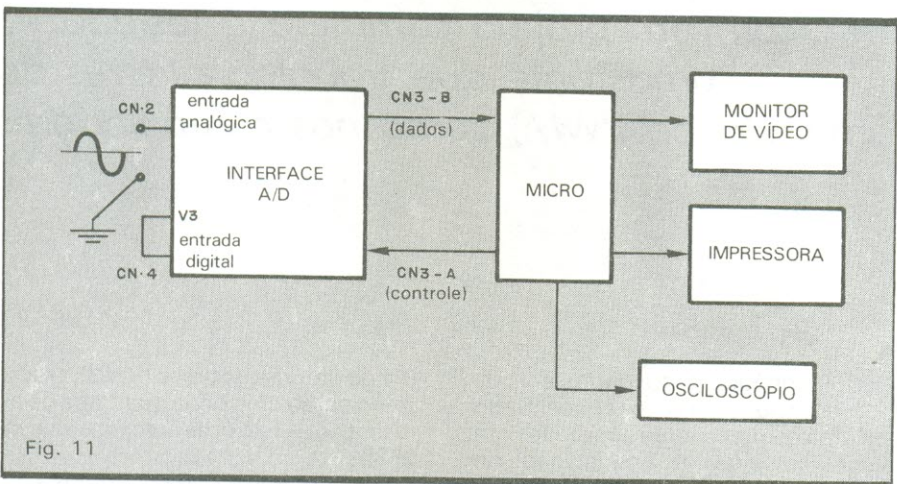 CN·2
entrada
analógica
INTERFACE
A/D
V3
entrada
digital
CN·4
CN3-B
(dados)
MICRO
CN3-A
(controle)
MONITOR
DE VÍDEO
IMPRESSORA
OSCILOSCÓPIO
Fig. 11